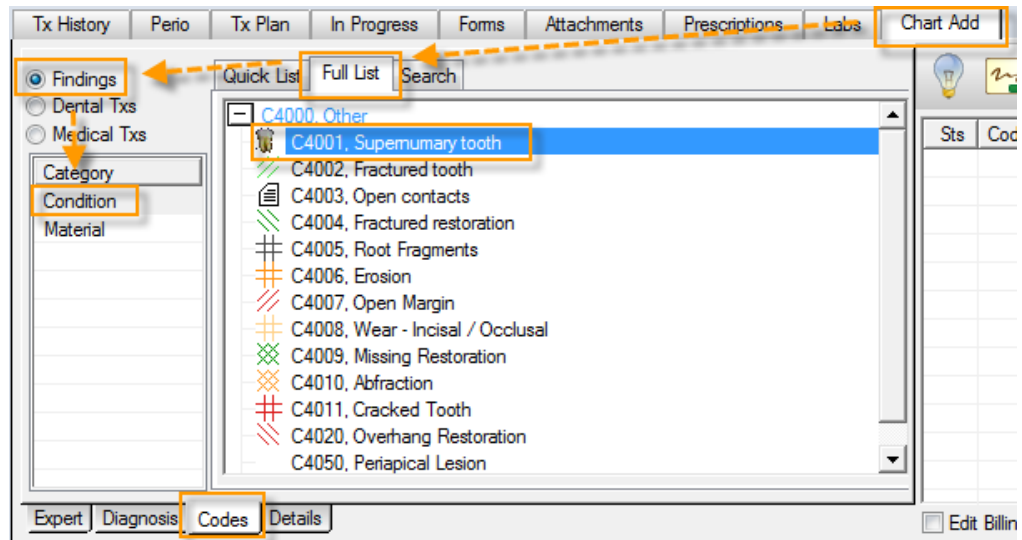 Tx History Perio Tx Plan In Progress Forms Attachments Prescriptions Labs Chart Add
Findings
Dental Txs
Medical Txs
Category
Condition
Material
Quick List Full List Search
C4000, Other
C4001, Supernumary tooth
C4002, Fractured tooth
C4003, Open contacts
C4004, Fractured restoration
C4005, Root Fragments
C4006, Erosion
C4007, Open Margin
C4008, Wear - Incisal / Occlusal
C4009, Missing Restoration
C4010, Abfraction
C4011, Cracked Tooth
C4020, Overhang Restoration
C4050, Periapical Lesion
Sts Cod
Expert Diagnosis Codes Details
Edit Billin